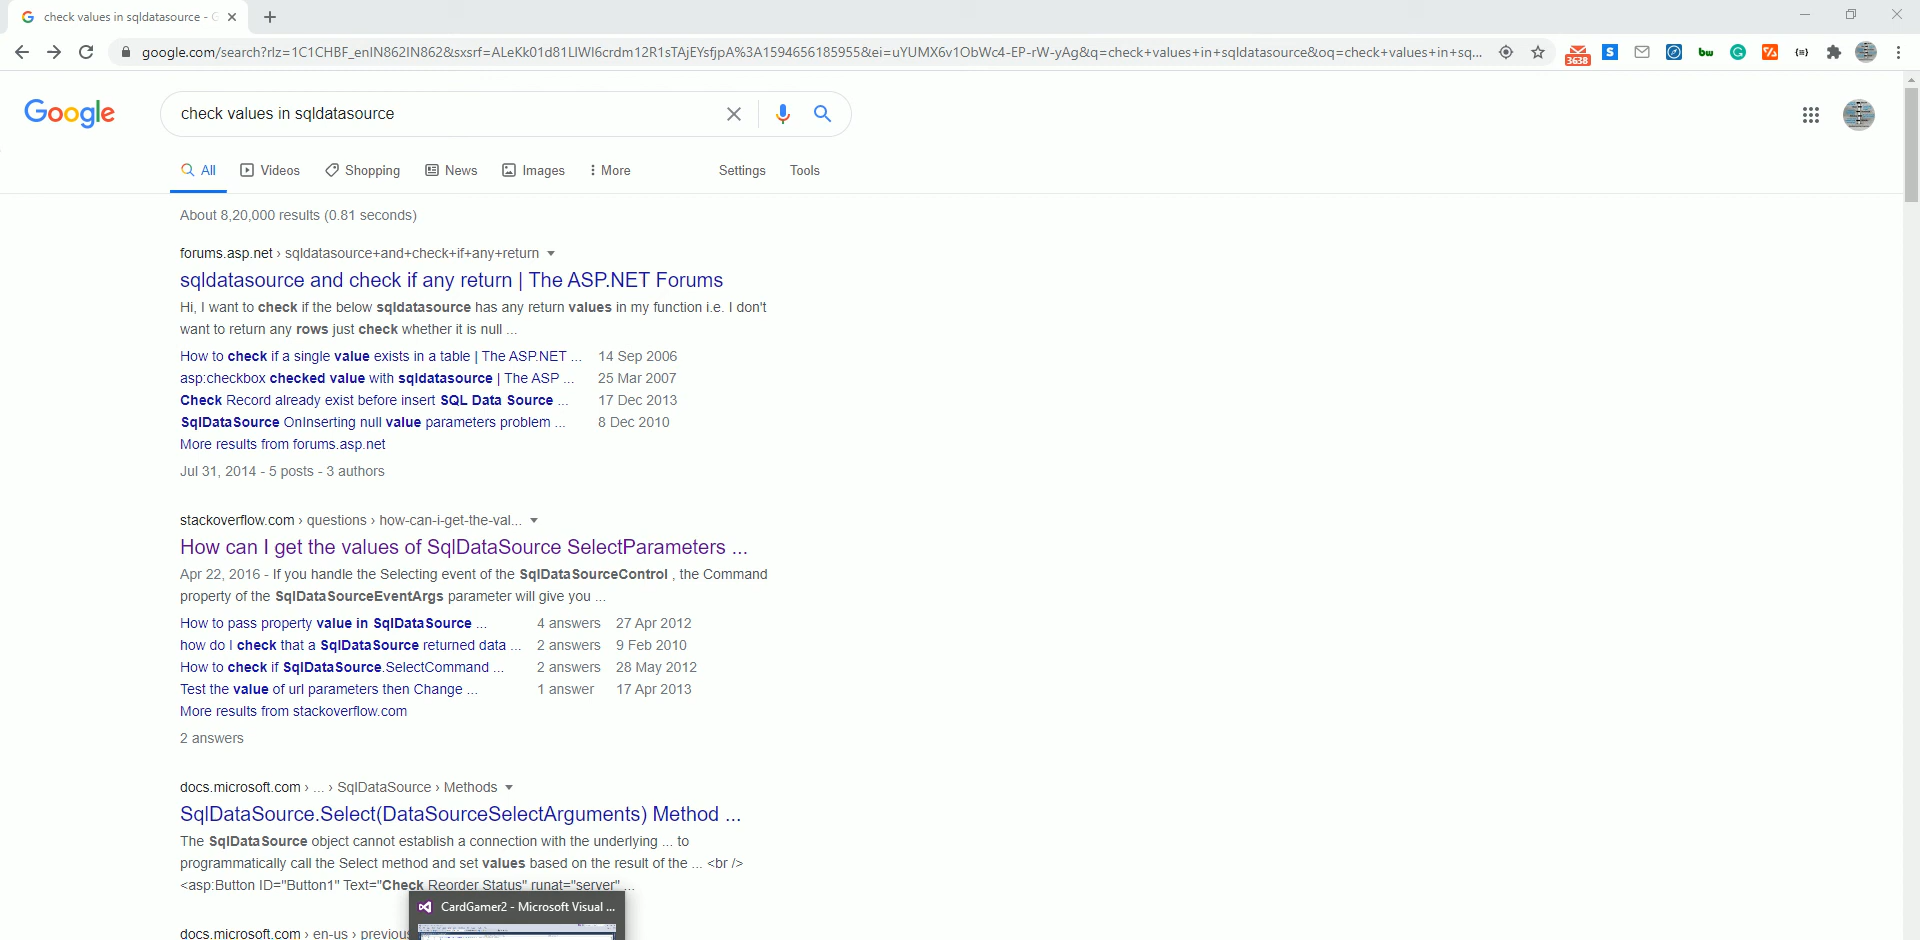 check values in sqldatasource - G
google.com/search?rlz=1C1CHBF_enIN862IN862&sxsrf=ALeKk01d81LIWI6crdm12R1sTAjEYsfjpA%3A1594656185955&ei=uYUMX6v1ObWc4-EP-rW-yAg&q=check+values+in+sqldatasource&oq=check+values+in+sq...
3638
S
bw
Google
check values in sqldatasource
All Videos Shopping News Images More Settings Tools
About 8,20,000 results (0.81 seconds)
forums.asp.net › sqldatasource+and+check+if+any+return
sqldatasource and check if any return | The ASP.NET Forums
Hi, I want to check if the below sqldatasource has any return values in my function i.e. I don't
want to return any rows just check whether it is null ...
How to check if a single value exists in a table | The ASP.NET ... 14 Sep 2006
asp:checkbox checked value with sqldatasource | The ASP ... 25 Mar 2007
Check Record already exist before insert SQL Data Source ... 17 Dec 2013
SqlDataSource OnInserting null value parameters problem ... 8 Dec 2010
More results from forums.asp.net
Jul 31, 2014 - 5 posts - 3 authors
stackoverflow.com › questions › how-can-i-get-the-val...
How can I get the values of SqlDataSource SelectParameters ...
Apr 22, 2016 - If you handle the Selecting event of the SqlDataSourceControl , the Command
property of the SqlDataSourceEventArgs parameter will give you ...
How to pass property value in SqlDataSource ... 4 answers 27 Apr 2012
how do I check that a SqlDataSource returned data ... 2 answers 9 Feb 2010
How to check if SqlDataSource.SelectCommand ... 2 answers 28 May 2012
Test the value of url parameters then Change ... 1 answer 17 Apr 2013
More results from stackoverflow.com
2 answers
docs.microsoft.com › ... › SqlDataSource › Methods
SqlDataSource.Select(DataSourceSelectArguments) Method ...
The SqlDataSource object cannot establish a connection with the underlying ... to
programmatically call the Select method and set values based on the result of the ... <br />
<asp:Button ID="Button1" Text="Check Reorder Status" runat="server" ...
CardGamer2 - Microsoft Visual ...
docs.microsoft.com › en-us › previous